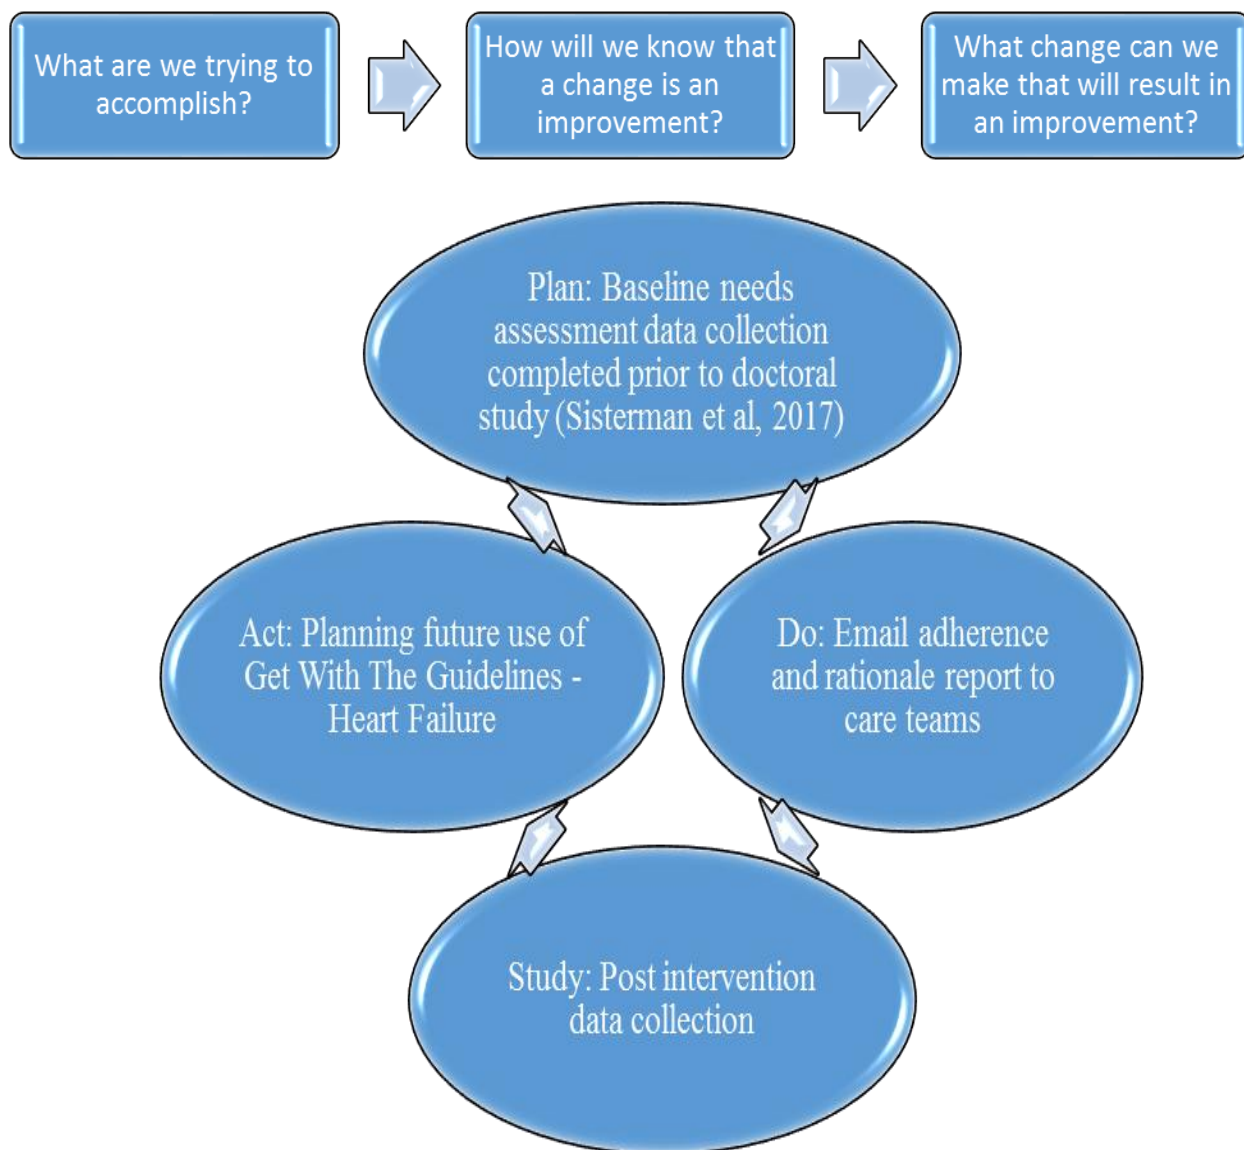 What are we trying to
accomplish?
How will we know that
a change is an
improvement?
What change can we
make that will result in
an improvement?
Plan: Baseline needs
assessment data collection
completed prior to doctoral
study (Sisterman et al, 2017)
Act: Planning future use of
Get With The Guidelines -
Heart Failure
Do: Email adherence
and rationale report to
care teams
Study: Post intervention
data collection